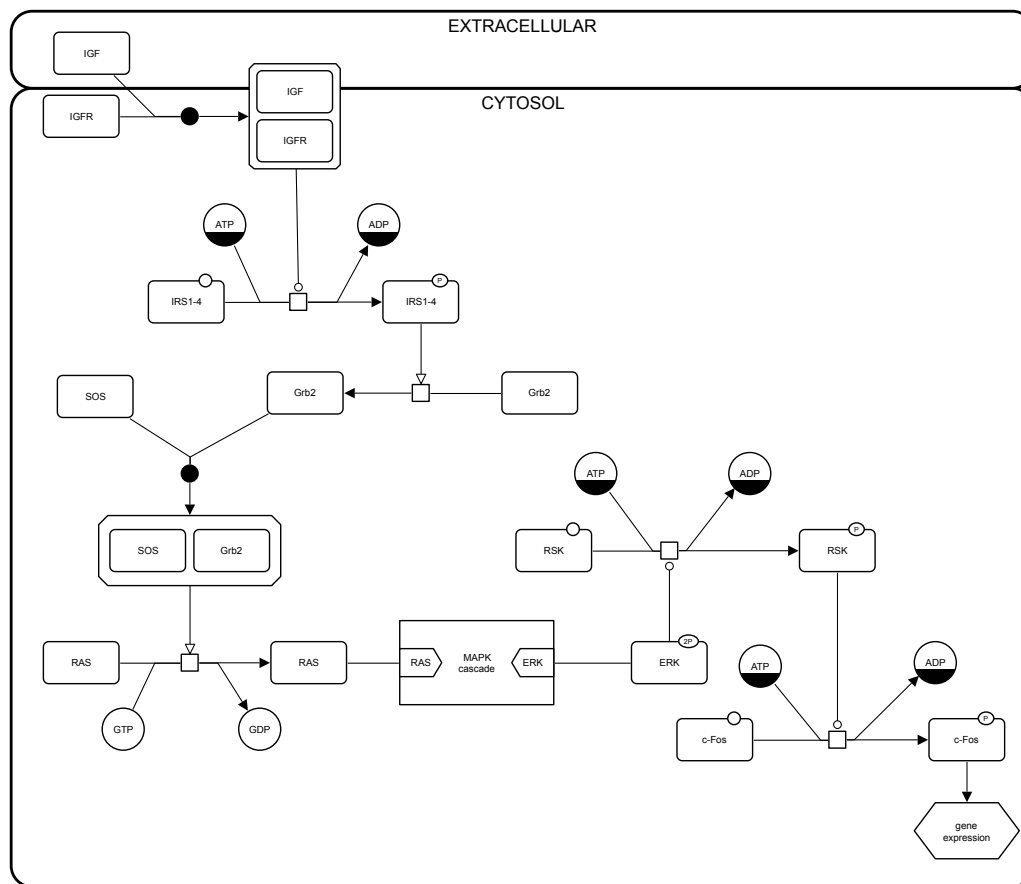 EXTRACELLULAR
IGF
IGF
CYTOSOL
IGFR
IGFR
ATP
ADP
P
IRS1-4
IRS1-4
SOS
Grb2
Grb2
ATP
ADP
P
RSK
RSK
SOS
Grb2
2P
RAS
RAS
RAS
MAPK
cascade
ERK
ERK
ATP
ADP
P
GTP
GDP
c-Fos
c-Fos
gene
expression